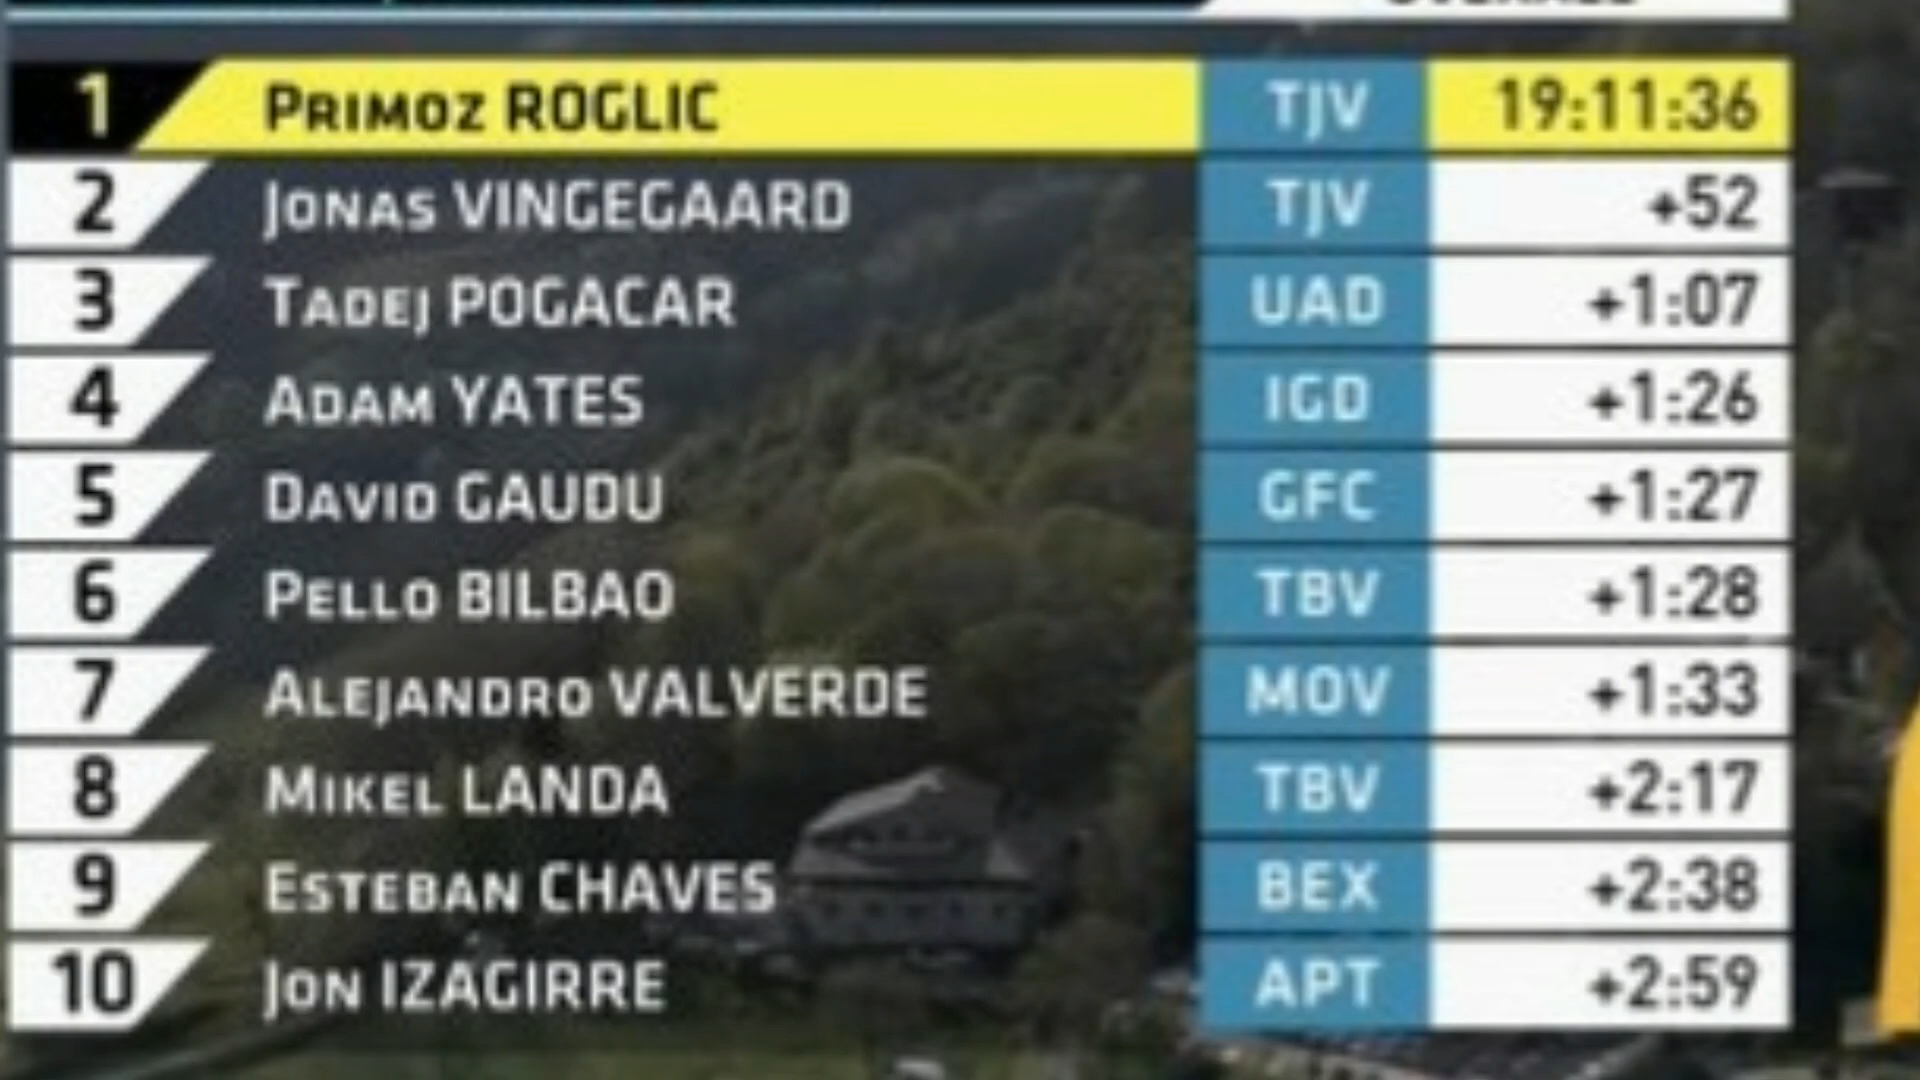 1 PRIMOZ ROGLIC TJV 19:11:36
2 JONAS VINGEGAARD TJV +52
3 TADEJ POGACAR UAD +1:07
4 ADAM YATES IGD +1:26
5 DAVID GAUDU GFC +1:27
6 PELLO BILBAO TBV +1:28
7 ALEJANDRO VALVERDE MOV +1:33
8 MIKEL LANDA TBV +2:17
9 ESTEBAN CHAVES BEX +2:38
10 JON IZAGIRRE APT +2:59